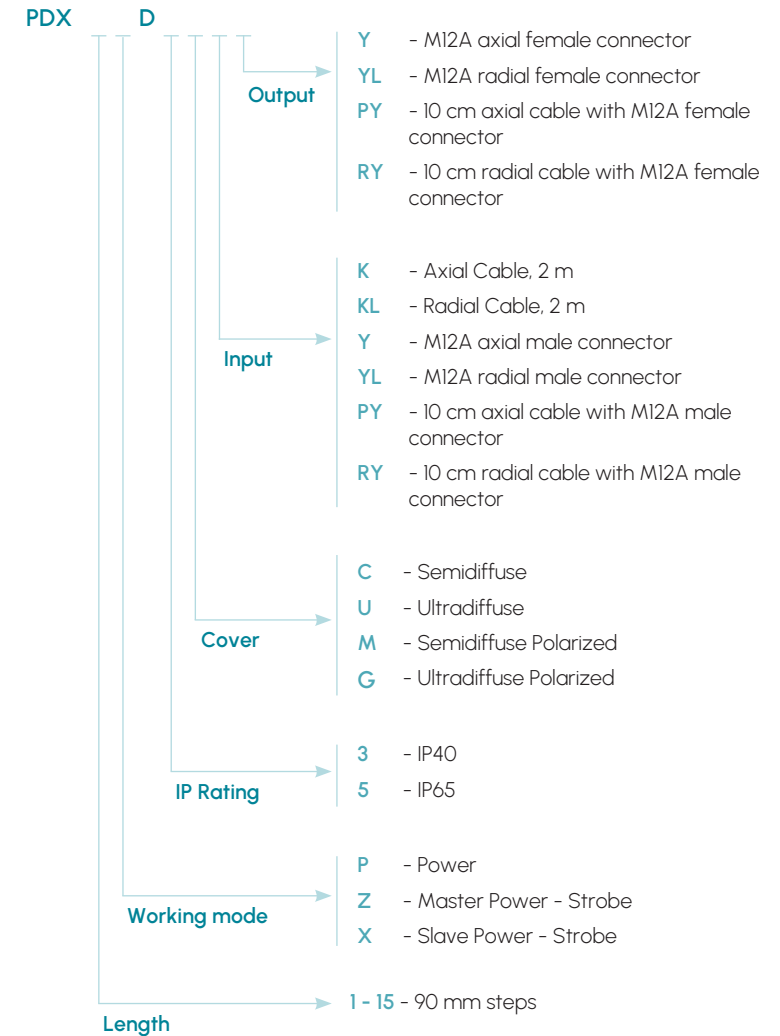 PDX D
Output
Y - M12A axial female connector
YL - M12A radial female connector
PY - 10 cm axial cable with M12A female
connector
RY - 10 cm radial cable with M12A female
connector
Input
K - Axial Cable, 2 m
KL - Radial Cable, 2 m
Y - M12A axial male connector
YL - M12A radial male connector
PY - 10 cm axial cable with M12A male
connector
RY - 10 cm radial cable with M12A male
connector
Cover
C - Semidiffuse
U - Ultradiffuse
M - Semidiffuse Polarized
G - Ultradiffuse Polarized
IP Rating
3 - IP40
5 - IP65
Working mode
P - Power
Z - Master Power - Strobe
X - Slave Power - Strobe
Length
1 - 15 - 90 mm steps